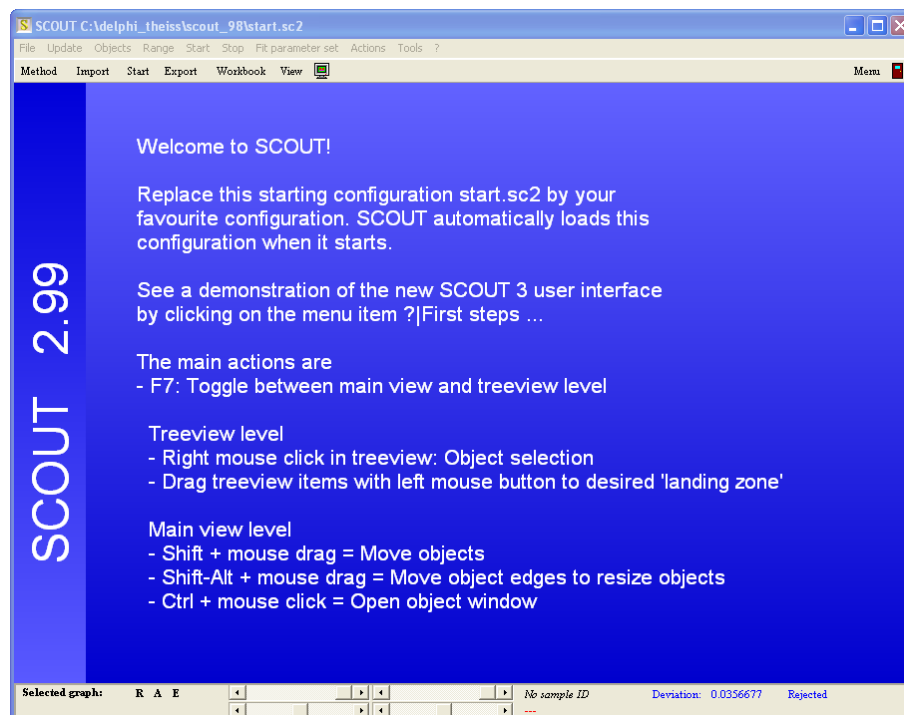 SCOUT C:\delphi_theiss\scout_98\start.sc2
File Update Objects Range Start Stop Fit parameter set Actions Tools ?
Method Import Start Export Workbook View Menu
SCOUT 2.99
Welcome to SCOUT!
Replace this starting configuration start.sc2 by your
favourite configuration. SCOUT automatically loads this
configuration when it starts.
See a demonstration of the new SCOUT 3 user interface
by clicking on the menu item ?|First steps ...
The main actions are
- F7: Toggle between main view and treeview level
Treeview level
- Right mouse click in treeview: Object selection
- Drag treeview items with left mouse button to desired 'landing zone'
Main view level
- Shift + mouse drag = Move objects
- Shift-Alt + mouse drag = Move object edges to resize objects
- Ctrl + mouse click = Open object window
Selected graph: R A E No sample ID Deviation: 0.0356677 Rejected
---